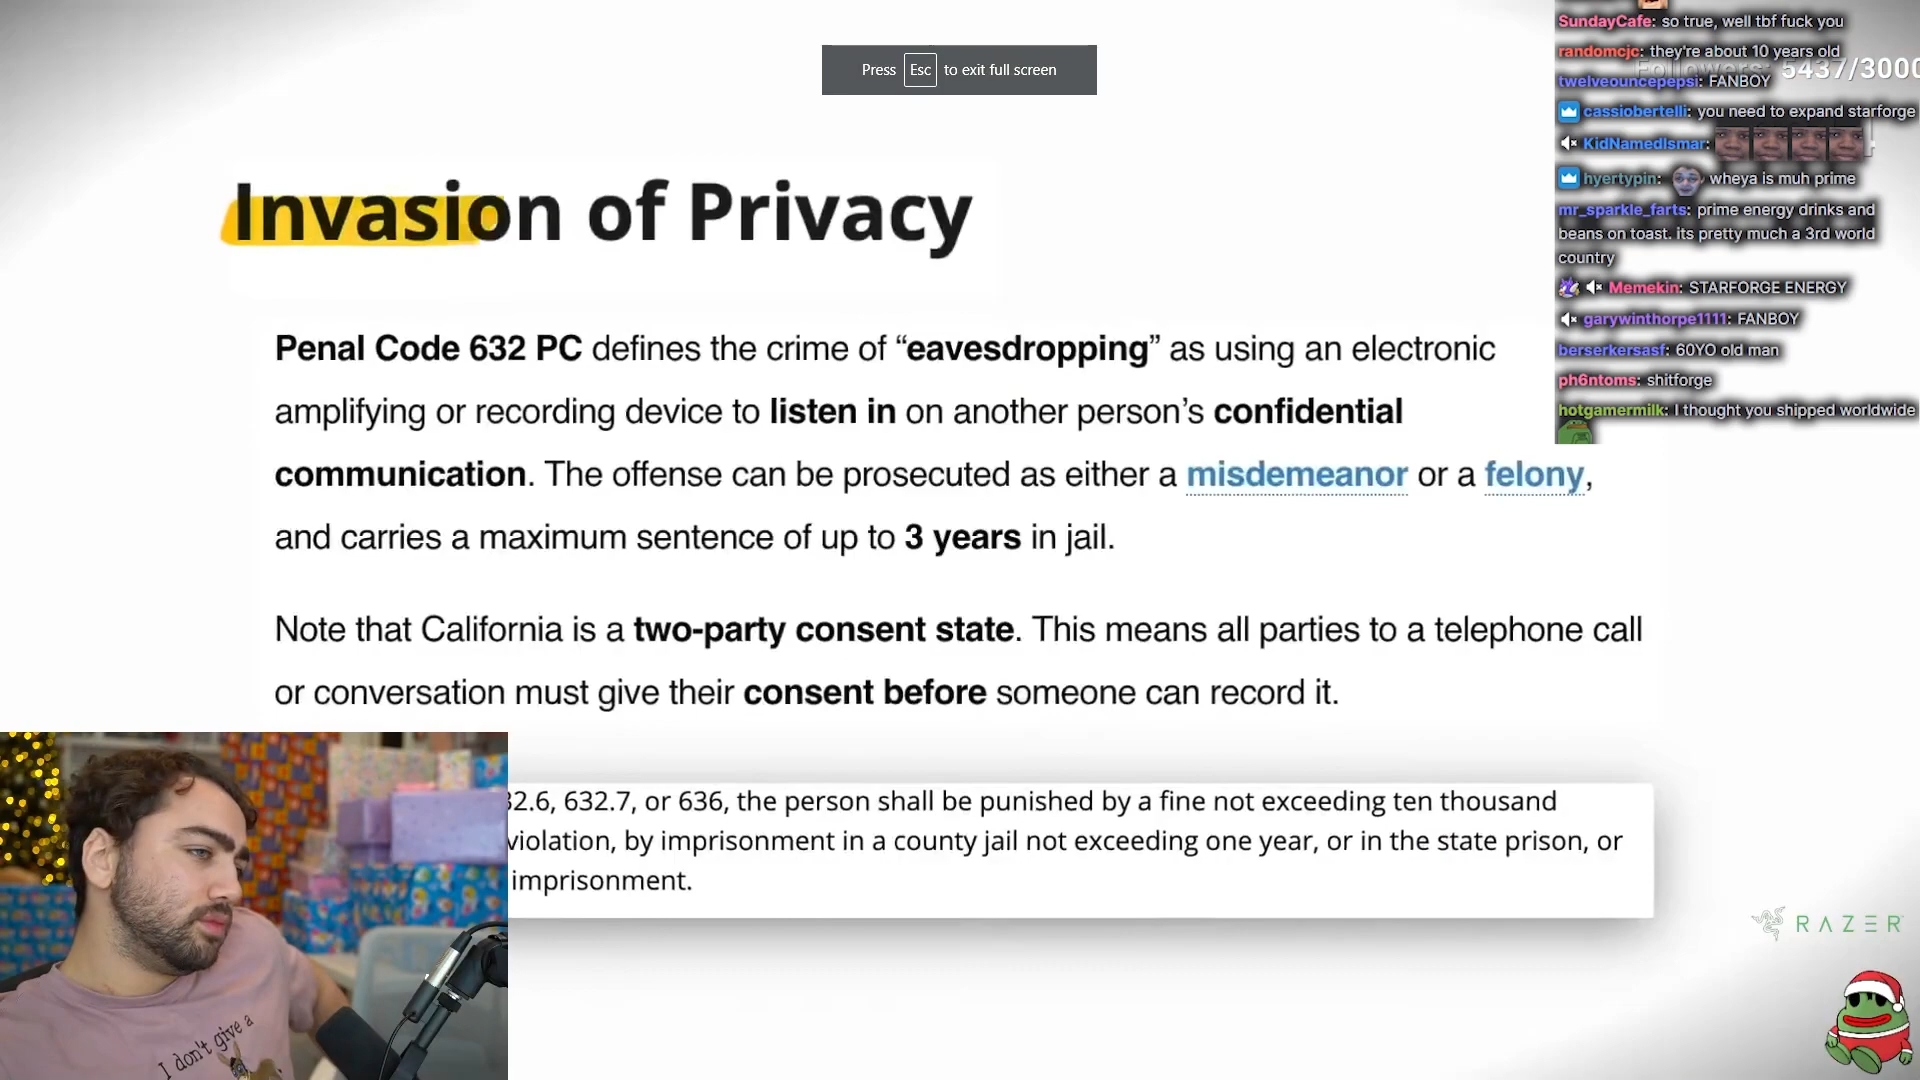 Press Esc to exit full screen
Invasion of Privacy
Penal Code 632 PC defines the crime of “eavesdropping” as using an electronic
amplifying or recording device to listen in on another person’s confidential
communication. The offense can be prosecuted as either a misdemeanor or a felony,
and carries a maximum sentence of up to 3 years in jail.
Note that California is a two-party consent state. This means all parties to a telephone call
or conversation must give their consent before someone can record it.
32.6, 632.7, or 636, the person shall be punished by a fine not exceeding ten thousand
violation, by imprisonment in a county jail not exceeding one year, or in the state prison, or
imprisonment.
SundayCafe: so true, well tbf fuck you
randomcjc: they're about 10 years old
Followers: 5437/3000
twelveouncepepsi: FANBOY
cassiobertelli: you need to expand starforge
KidNamedIsmar:
hyertypin: wheya is muh prime
mr_sparkle_farts: prime energy drinks and
beans on toast. its pretty much a 3rd world
country
Memekin: STARFORGE ENERGY
garywinthorpe1111: FANBOY
berserkersasf: 60YO old man
ph6ntoms: shitforge
hotgamermilk: I thought you shipped worldwide
RAZER
I don't give a